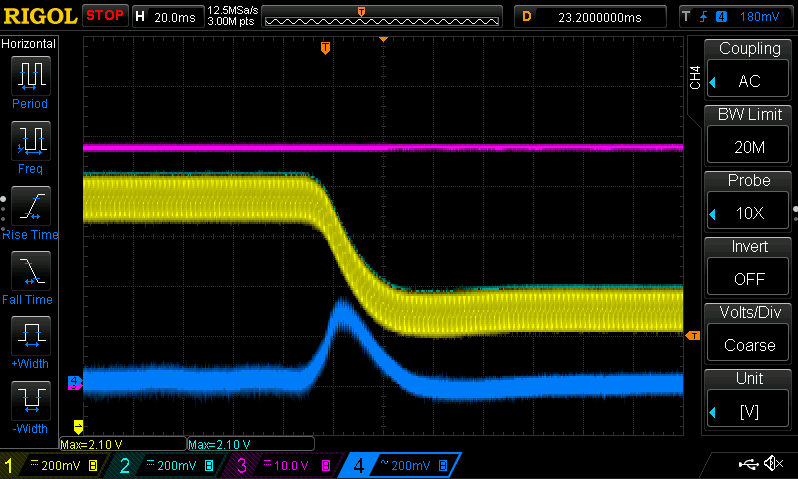 RIGOL STOP H 20.0ms 12.5MSa/s 3.00M pts T D 23.2000000ms T 4 180mV
Horizontal
Period
Freq
Rise Time
Fall Time
+Width
-Width
T
T
4
Max=2.10 V Max=2.10 V
1 200mV B 2 200mV B 3 10.0 V B 4 ~ 200mV B
CH4
Coupling
AC
BW Limit
20M
Probe
10X
Invert
OFF
Volts/Div
Coarse
Unit
[V]